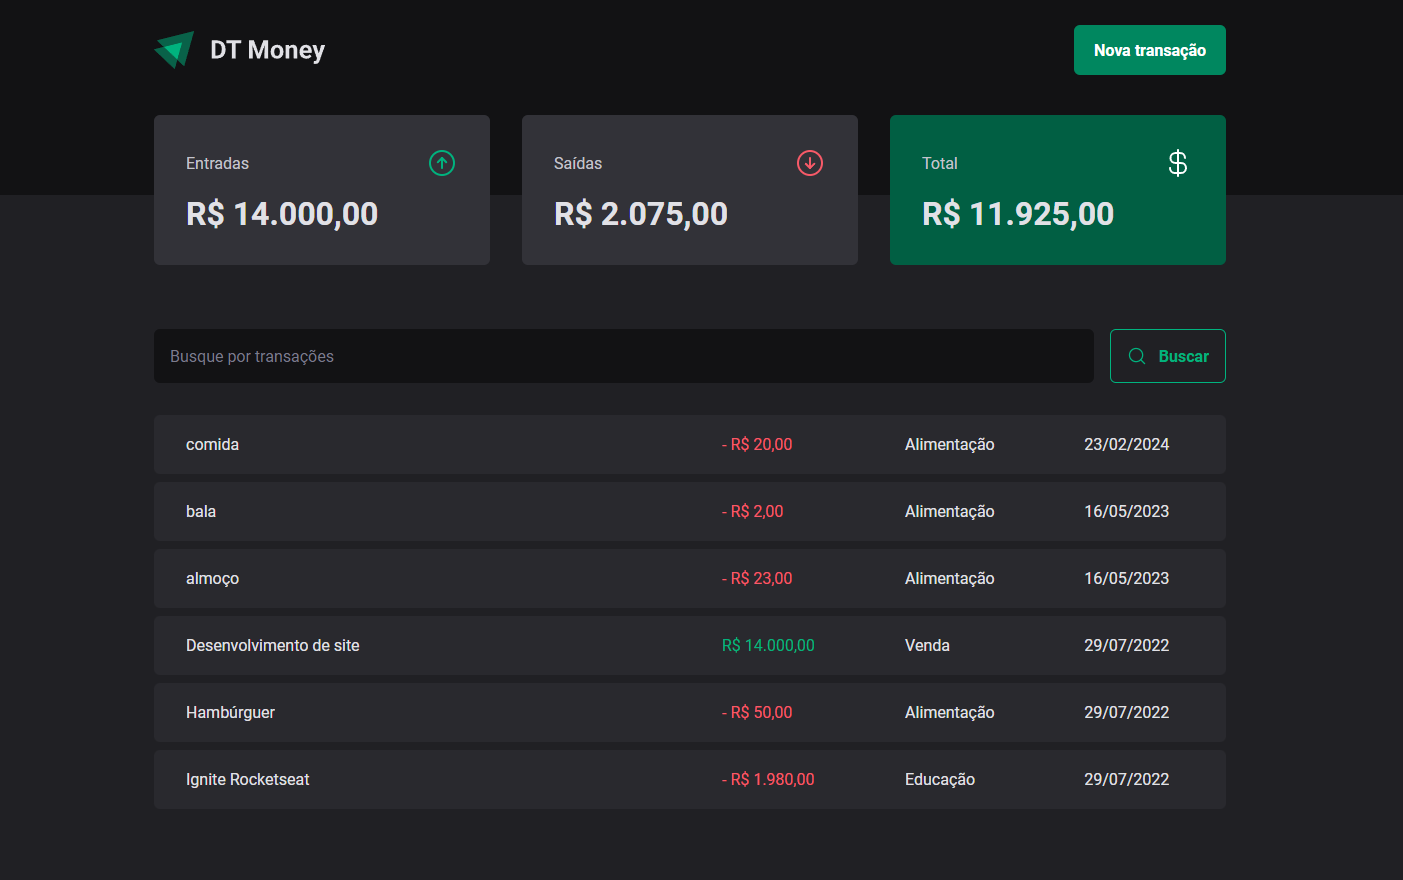 DT Money
Nova transação
Entradas
R$ 14.000,00
Saídas
R$ 2.075,00
Total
$
R$ 11.925,00
Busque por transações
Buscar
comida - R$ 20,00 Alimentação 23/02/2024
bala - R$ 2,00 Alimentação 16/05/2023
almoço - R$ 23,00 Alimentação 16/05/2023
Desenvolvimento de site R$ 14.000,00 Venda 29/07/2022
Hambúrguer - R$ 50,00 Alimentação 29/07/2022
Ignite Rocketseat - R$ 1.980,00 Educação 29/07/2022